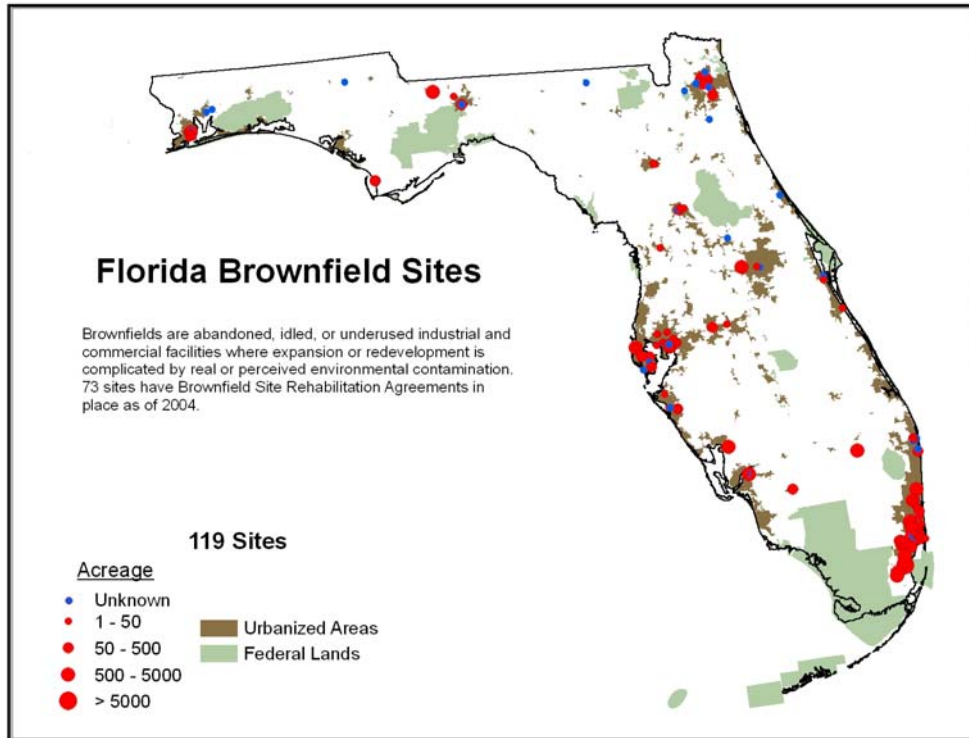 Florida Brownfield Sites
Brownfields are abandoned, idled, or underused industrial and
commercial facilities where expansion or redevelopment is
complicated by real or perceived environmental contamination.
73 sites have Brownfield Site Rehabilitation Agreements in
place as of 2004.
119 Sites
Acreage
Unknown
1 - 50
50 - 500
500 - 5000
> 5000
Urbanized Areas
Federal Lands